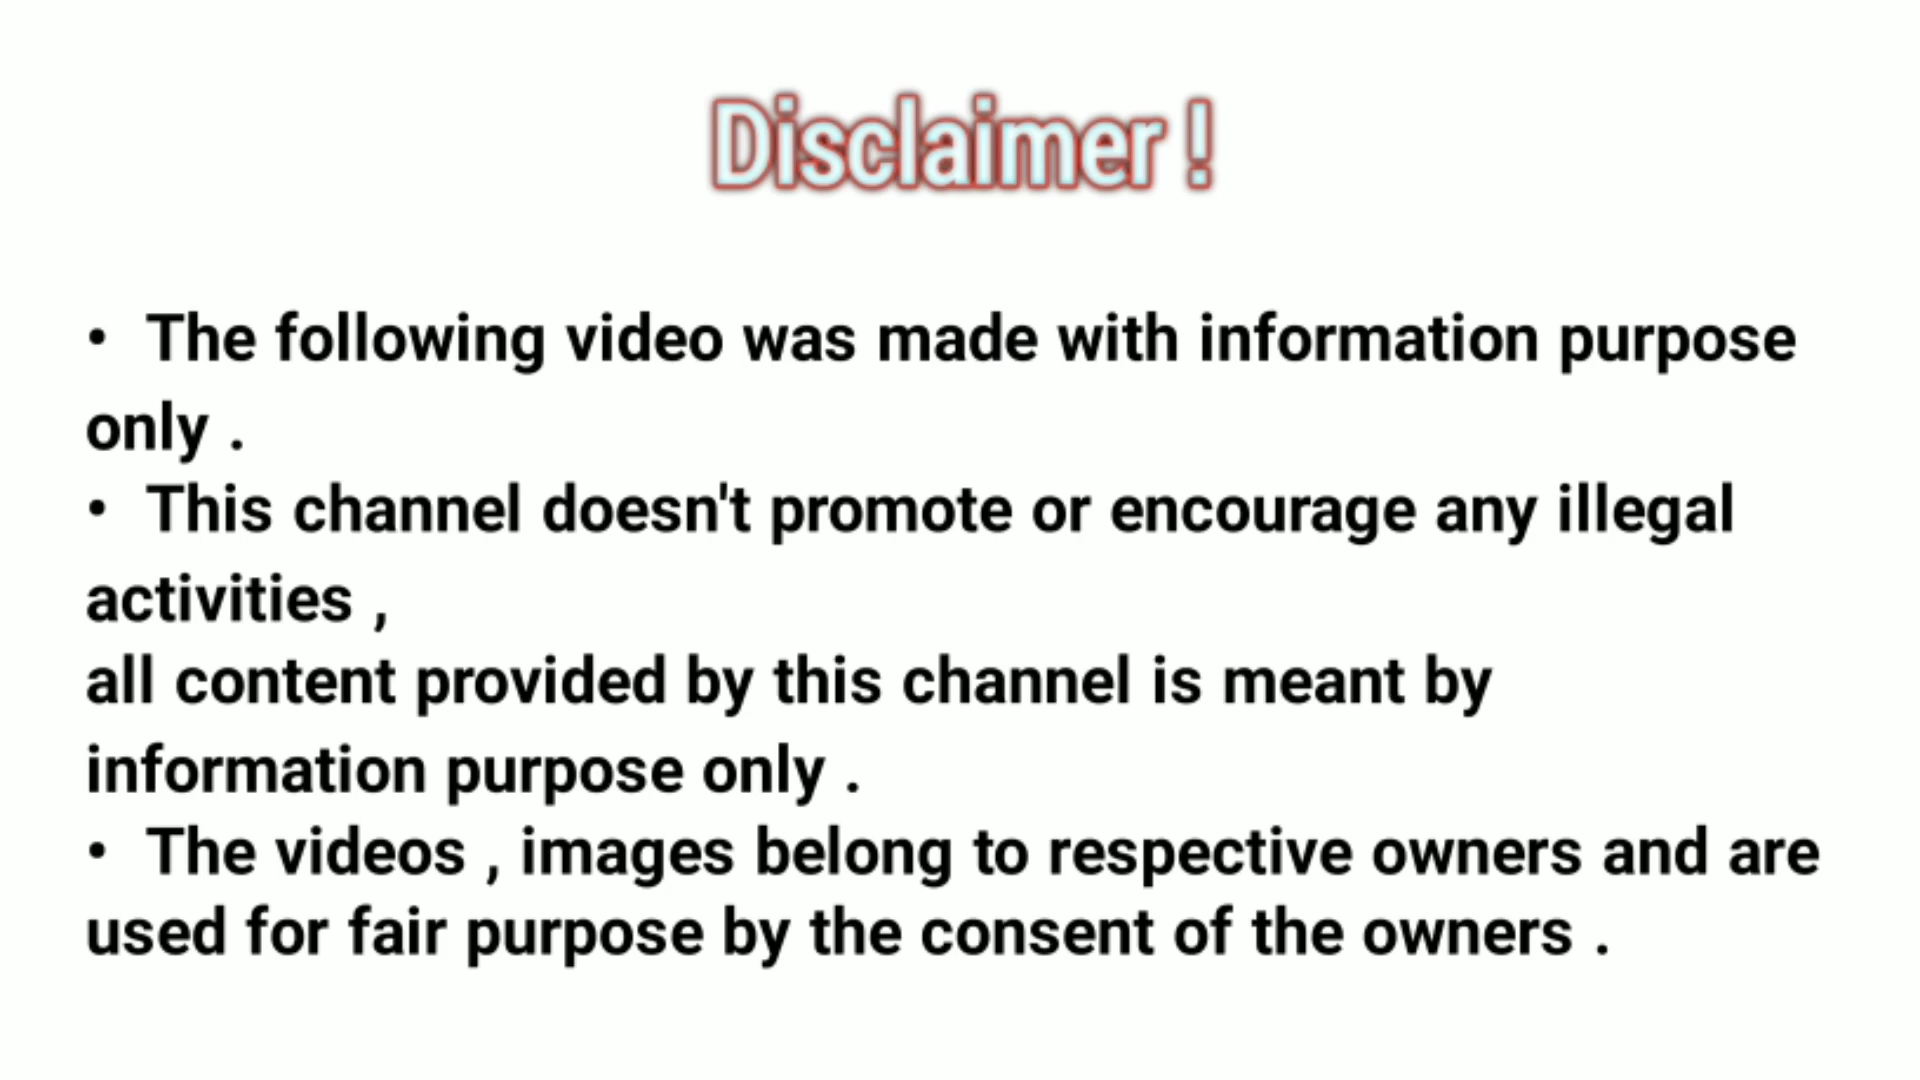 Disclaimer !
• The following video was made with information purpose
only .
• This channel doesn't promote or encourage any illegal
activities ,
all content provided by this channel is meant by
information purpose only .
• The videos , images belong to respective owners and are
used for fair purpose by the consent of the owners .